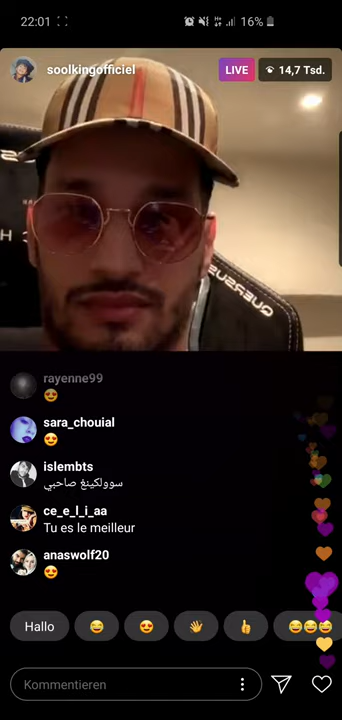 22:01
16%
soolkingofficiel
LIVE
14,7 Tsd.
QUERSUS
rayenne99
😍
sara_chouial
😍
islembts
سوولكينغ صاحبي
ce_e_l_i_aa
Tu es le meilleur
anaswolf20
😍
Hallo 😂 😍 👋 👍 😂😂😂
Kommentieren